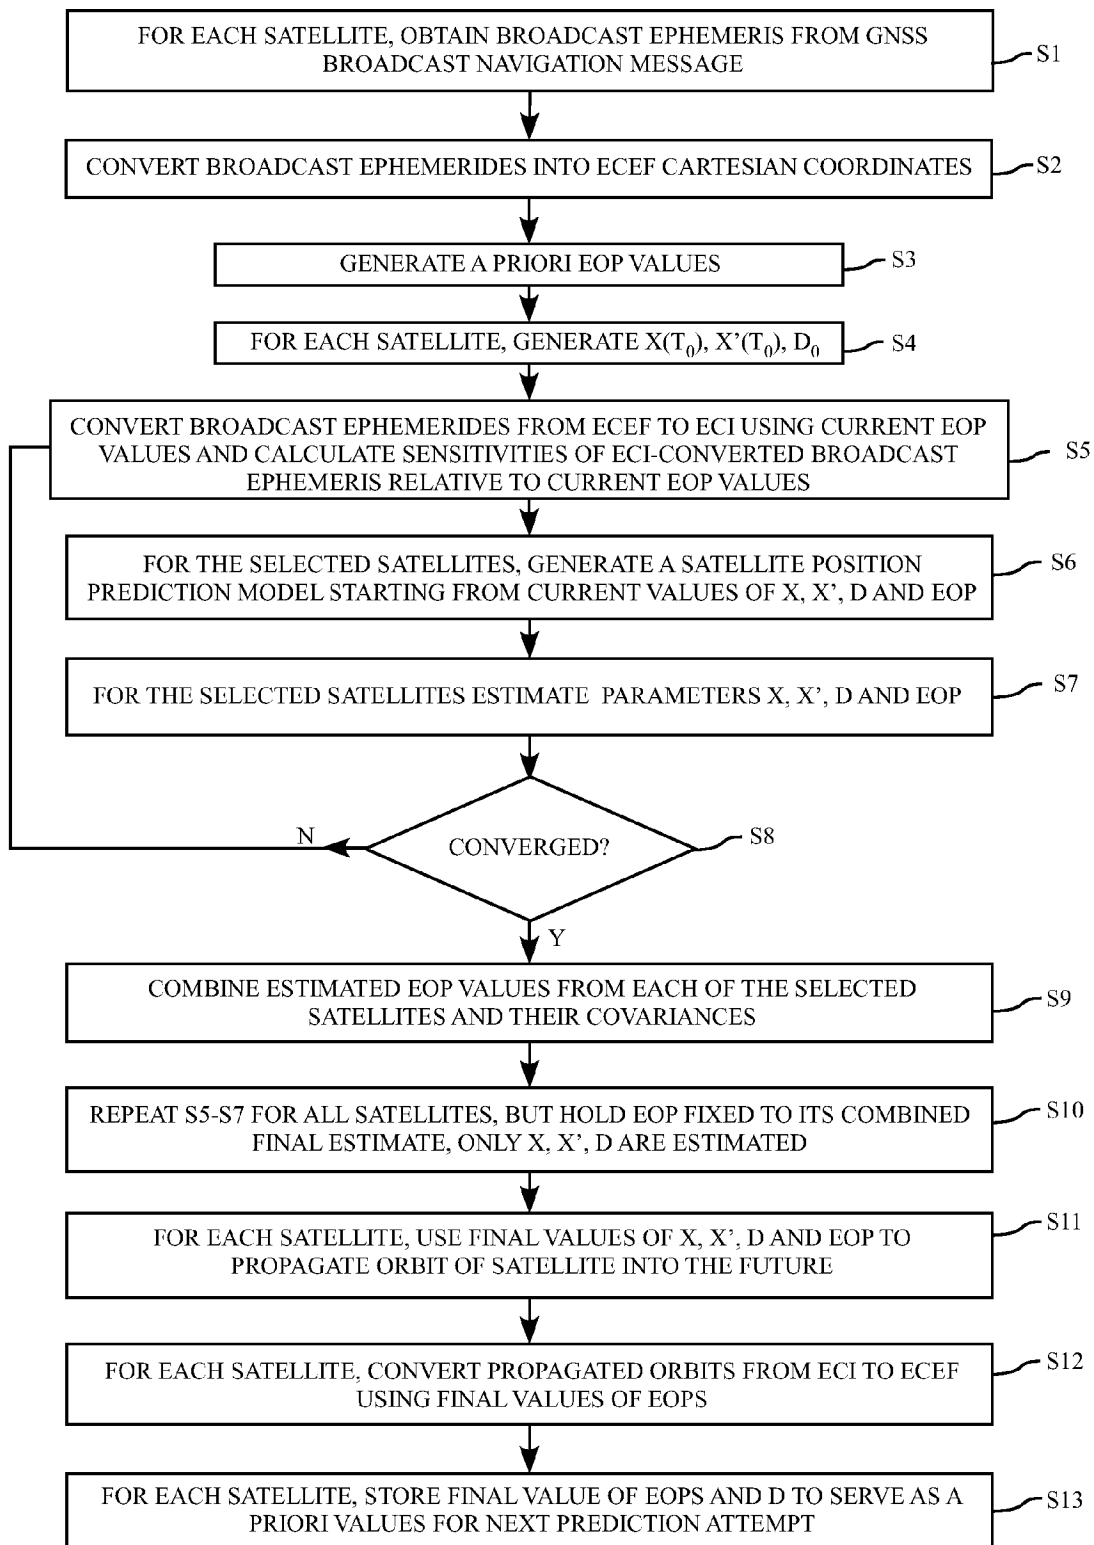 FOR EACH SATELLITE, OBTAIN BROADCAST EPHEMERIS FROM GNSS
BROADCAST NAVIGATION MESSAGE
S1
CONVERT BROADCAST EPHEMERIDES INTO ECEF CARTESIAN COORDINATES
S2
GENERATE A PRIORI EOP VALUES
S3
FOR EACH SATELLITE, GENERATE X(T₀), X’(T₀), D₀
S4
CONVERT BROADCAST EPHEMERIDES FROM ECEF TO ECI USING CURRENT EOP
VALUES AND CALCULATE SENSITIVITIES OF ECI-CONVERTED BROADCAST
EPHEMERIS RELATIVE TO CURRENT EOP VALUES
S5
FOR THE SELECTED SATELLITES, GENERATE A SATELLITE POSITION
PREDICTION MODEL STARTING FROM CURRENT VALUES OF X, X’, D AND EOP
S6
FOR THE SELECTED SATELLITES ESTIMATE PARAMETERS X, X’, D AND EOP
S7
N
CONVERGED?
S8
Y
COMBINE ESTIMATED EOP VALUES FROM EACH OF THE SELECTED
SATELLITES AND THEIR COVARIANCES
S9
REPEAT S5-S7 FOR ALL SATELLITES, BUT HOLD EOP FIXED TO ITS COMBINED
FINAL ESTIMATE, ONLY X, X’, D ARE ESTIMATED
S10
FOR EACH SATELLITE, USE FINAL VALUES OF X, X’, D AND EOP TO
PROPAGATE ORBIT OF SATELLITE INTO THE FUTURE
S11
FOR EACH SATELLITE, CONVERT PROPAGATED ORBITS FROM ECI TO ECEF
USING FINAL VALUES OF EOPS
S12
FOR EACH SATELLITE, STORE FINAL VALUE OF EOPS AND D TO SERVE AS A
PRIORI VALUES FOR NEXT PREDICTION ATTEMPT
S13